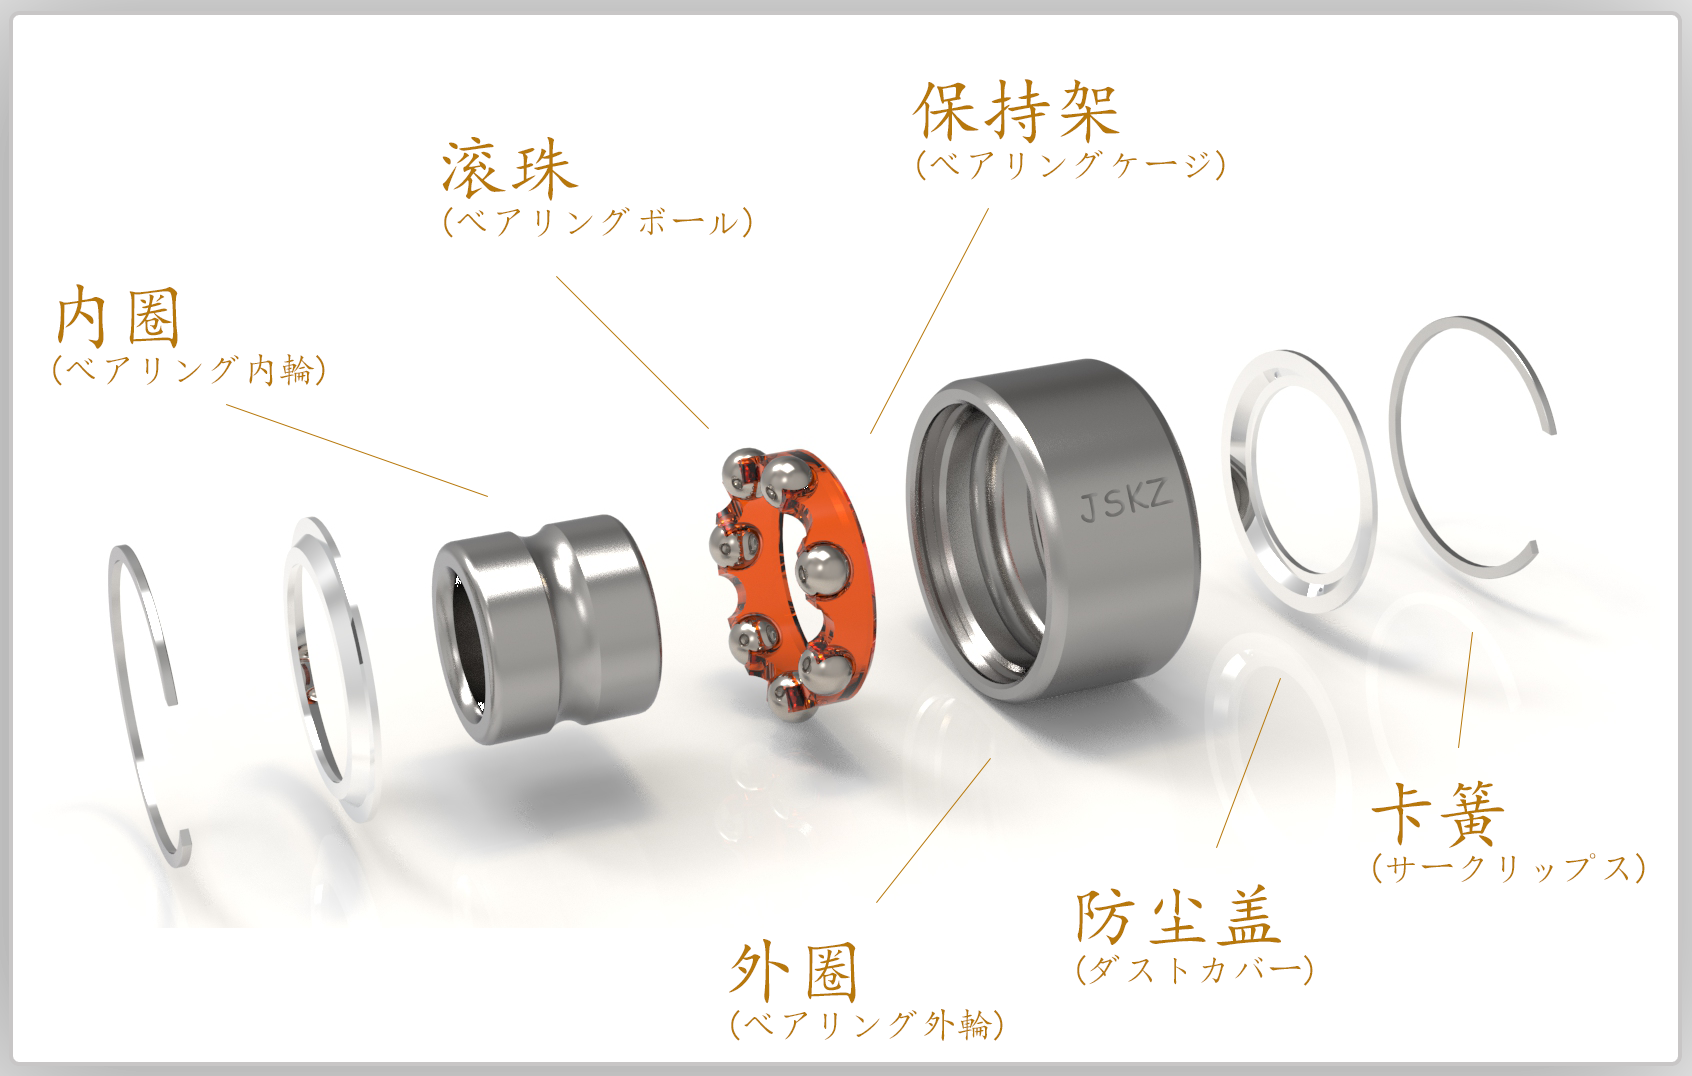 保持架
(ベアリングケージ)
滚珠
(ベアリングボール)
内圈
(ベアリング内輪)
JSKZ
卡簧
(サークリップス)
防尘盖
(ダストカバー)
外圈
(ベアリング外輪)